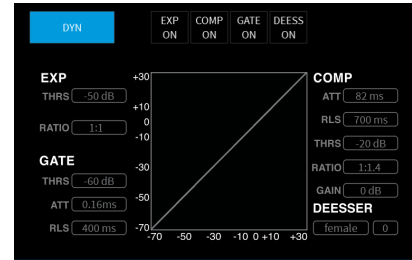 DYN
EXP ON
COMP ON
GATE ON
DEESS ON
EXP
THRS -50 dB
RATIO 1:1
GATE
THRS -60 dB
ATT 0.16ms
RLS 400 ms
+30
+10
0
-10
-30
-50
-70
-70 -50 -30 -10 0 +10 +30
COMP
ATT 82 ms
RLS 700 ms
THRS -20 dB
RATIO 1:1.4
GAIN 0 dB
DEESSER
female 0